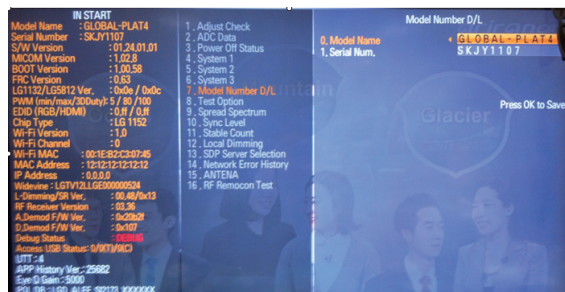 IN START
Model Name : GLOBAL-PLAT4
Serial Number : SKJY1107
S/W Version : 01,24,01,01
MICOM Version : 1,02,8
BOOT Version : 1,00,58
FRC Version : 0,63
LG1132/LG5812 Ver. : 0x0e / 0x0c
PWM (min/max/3DDuty): 5 / 80 /100
EDID (RGB/HDMI) : 0,ff / 0,ff
Chip Type : LG 1152
Wi-Fi Version : 1,0
Wi-Fi Channel : 0
Wi-Fi MAC : 00:1E:B2:C3:07:45
MAC Address : 12:12:12:12:12:12
IP Address : 0,0,0,0
Widevine : LGTV12LLGE000000524
L-Dimming/SR Ver. : 00,48/0x13
RF Receiver Version : 03,36
A,Demod F/W Ver. : 0x20b2f
D,Demod F/W Ver. : 0x107
Debug Status : DEBUG
Access USB Status: 0/0(T)/0(C)
UTT : 4
APP History Ver. : 25682
Eye D Gain : 5000
1 , Adjust Check
2 , ADC Data
3 , Power Off Status
4 , System 1
5 , System 2
6 , System 3
7 , Model Number D/L
8 , Test Option
9 , Spread Spectrum
10 , Sync Level
11 , Stable Count
12 , Local Dimming
13 , SDP Server Selection
14 , Network Error History
15 , ANTENA
16 , RF Remocon Test
Model Number D/L
0, Model Name GLOBAL-PLAT4
1, Serial Num, SKJY1107
Press OK to Save
Glacier